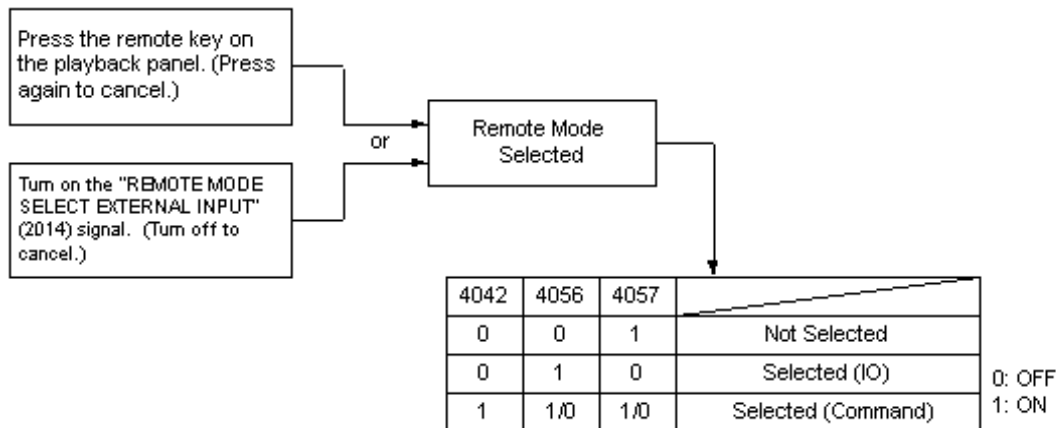 Press the remote key on
the playback panel. (Press
again to cancel.)
or
Remote Mode
Selected
Turn on the "REMOTE MODE
SELECT EXTERNAL INPUT"
(2014) signal. (Turn off to
cancel.)
4042 4056 4057
0 0 1 Not Selected
0 1 0 Selected (IO)
1 1/0 1/0 Selected (Command)
0: OFF
1: ON